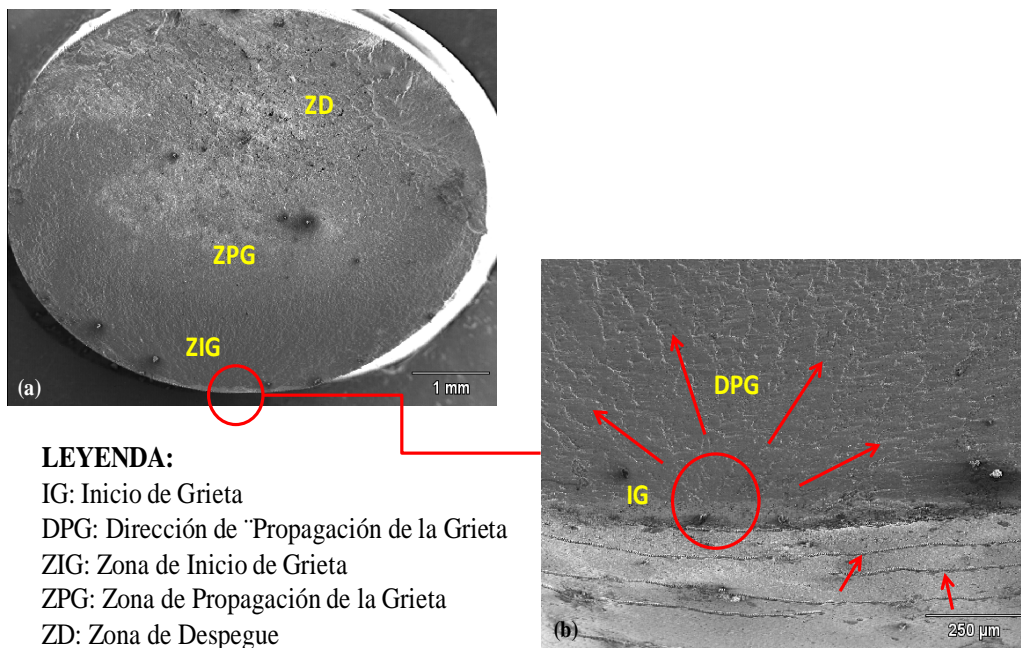 ZD
ZPG
ZIG
(a)
1 mm
LEYENDA:
IG: Inicio de Grieta
DPG: Dirección de ¨Propagación de la Grieta
ZIG: Zona de Inicio de Grieta
ZPG: Zona de Propagación de la Grieta
ZD: Zona de Despegue
DPG
IG
(b)
250 µm